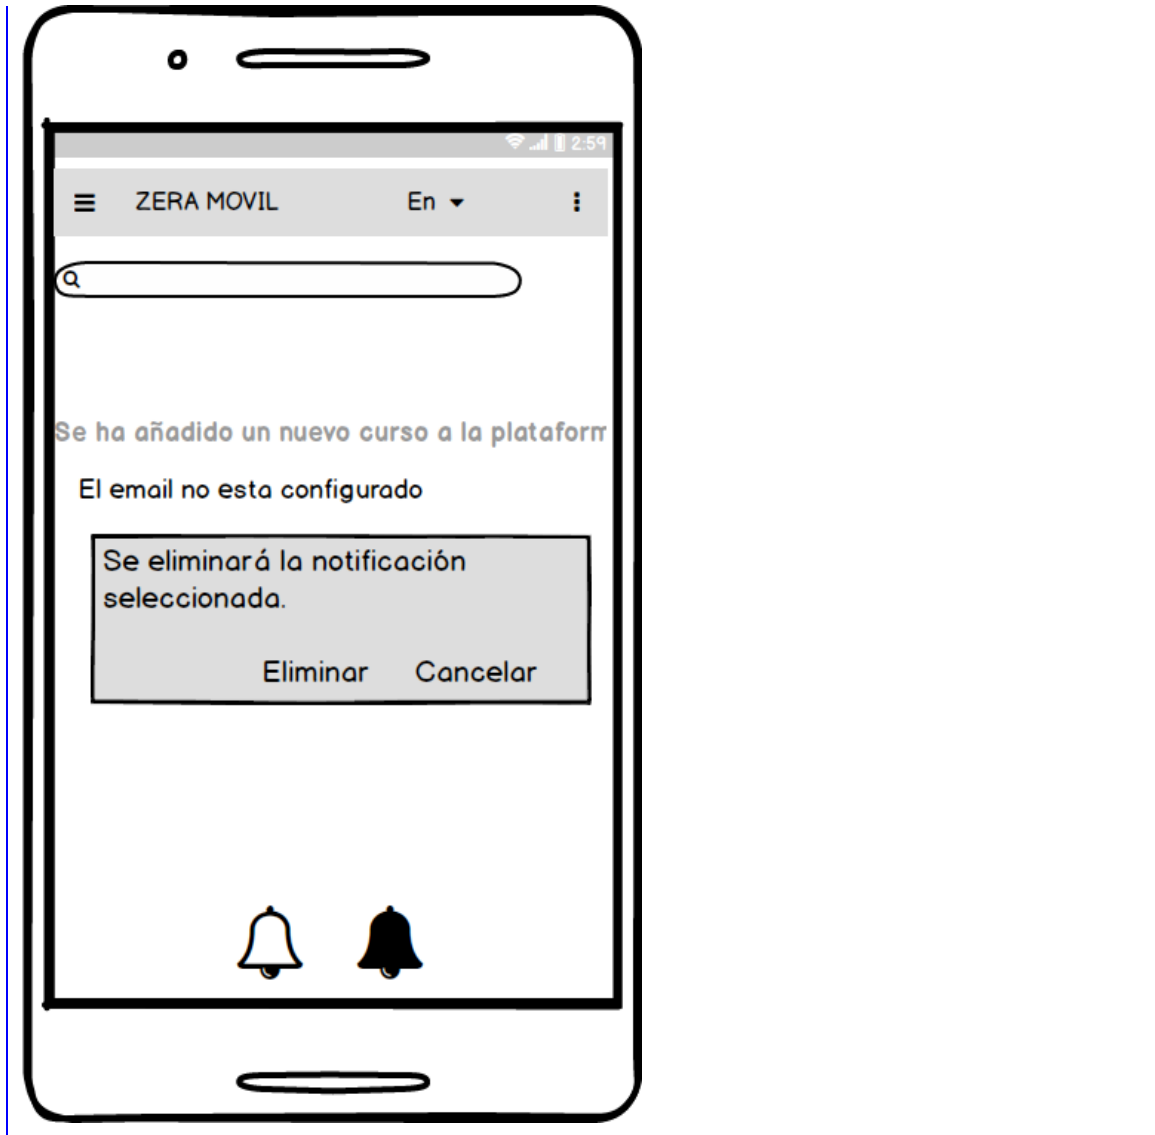 2:59
ZERA MOVIL En
Se ha añadido un nuevo curso a la plataform
El email no esta configurado
Se eliminará la notificación
seleccionada.
Eliminar Cancelar